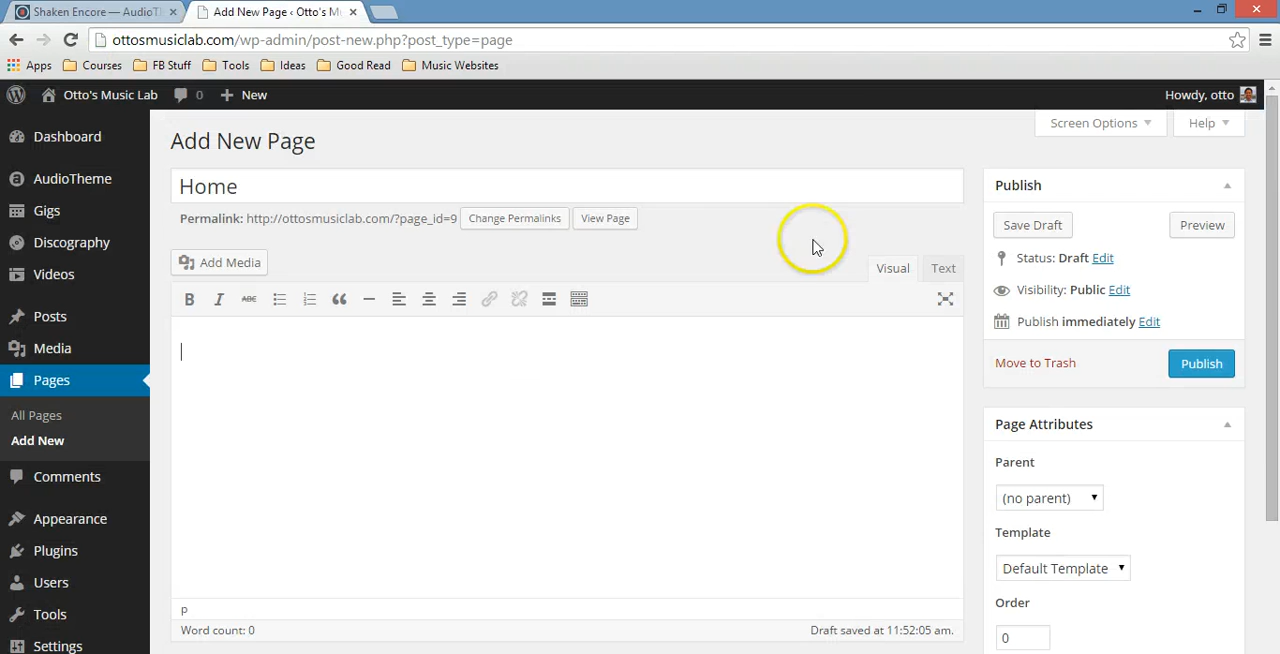 Shaken Encore — AudioTh
Add New Page ‹ Otto's M
ottosmusiclab.com/wp-admin/post-new.php?post_type=page
Apps Courses FB Stuff Tools Ideas Good Read Music Websites
Otto's Music Lab 0 New Howdy, otto
Screen Options Help
Dashboard
AudioTheme
Gigs
Discography
Videos
Posts
Media
Pages
All Pages
Add New
Comments
Appearance
Plugins
Users
Tools
Settings
Add New Page
Home
Permalink: http://ottosmusiclab.com/?page_id=9 Change Permalinks View Page
Add Media
Visual Text
B I ABC
p
Word count: 0 Draft saved at 11:52:05 am.
Publish
Save Draft Preview
Status: Draft Edit
Visibility: Public Edit
Publish immediately Edit
Move to Trash Publish
Page Attributes
Parent
(no parent)
Template
Default Template
Order
0